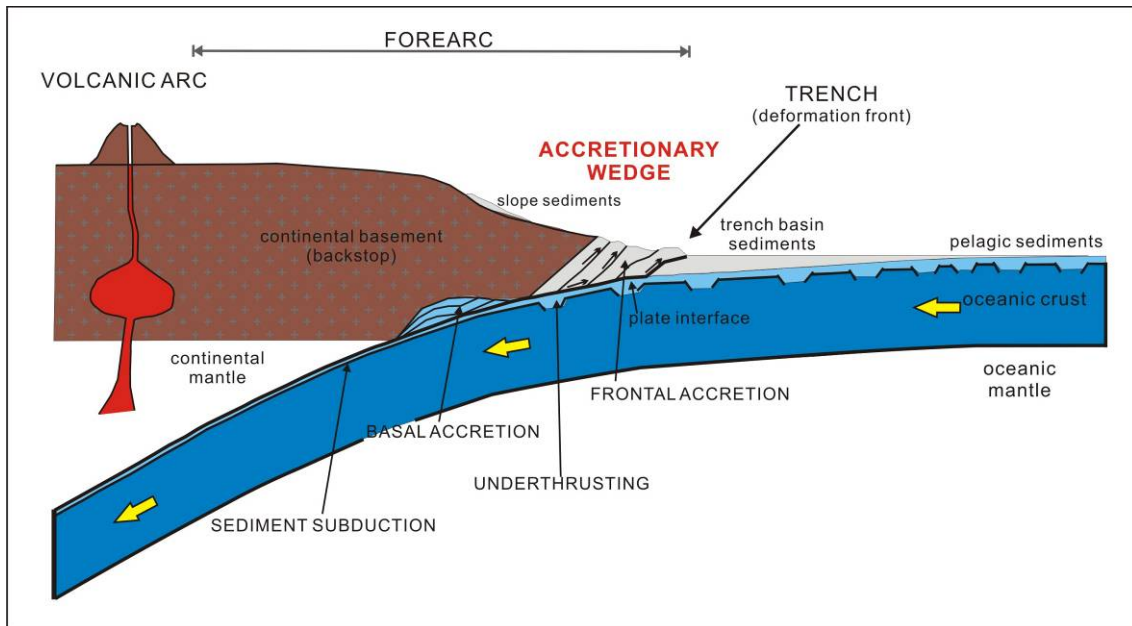 FOREARC
VOLCANIC ARC
TRENCH
(deformation front)
ACCRETIONARY
WEDGE
slope sediments
trench basin
sediments
pelagic sediments
continental basement
(backstop)
oceanic crust
plate interface
continental
mantle
oceanic
mantle
FRONTAL ACCRETION
BASAL ACCRETION
UNDERTHRUSTING
SEDIMENT SUBDUCTION